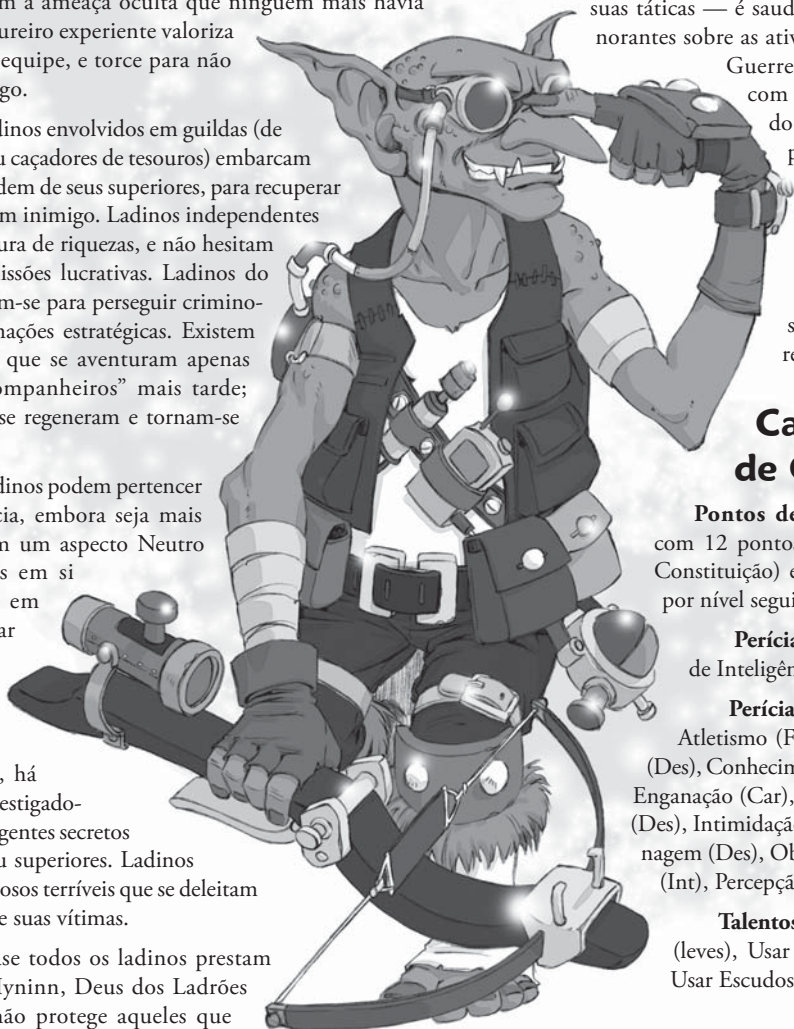 a ameaça oculta que ninguém mais havia
ureiro experiente valoriza
equipe, e torce para não
go.
dinos envolvidos em guildas (de
u caçadores de tesouros) embarcam
dem de seus superiores, para recuperar
m inimigo. Ladinos independentes
ura de riquezas, e não hesitam
issões lucrativas. Ladinos do
m-se para perseguir crimino-
mações estratégicas. Existem
que se aventuram apenas
ompanheiros” mais tarde;
se regeneram e tornam-se
dinos podem pertencer
cia, embora seja mais
m um aspecto Neutro
s em si
em
ar
, há
vestigado-
gentes secretos
u superiores. Ladinos
osos terríveis que se deleitam
e suas vítimas.
se todos os ladinos prestam
Hyninn, Deus dos Ladrões
não protege aqueles que
suas táticas — é saud
norantes sobre as ativ
Guerre
com
do
p
s
re
Ca
de C
Pontos de
com 12 pontos
Constituição) e
por nível segui
Perícia
de Inteligên
Perícia
Atletismo (F
(Des), Conhecim
Enganação (Car),
(Des), Intimidação
nagem (Des), Ob
(Int), Percepçã
Talentos
(leves), Usar
Usar Escudos